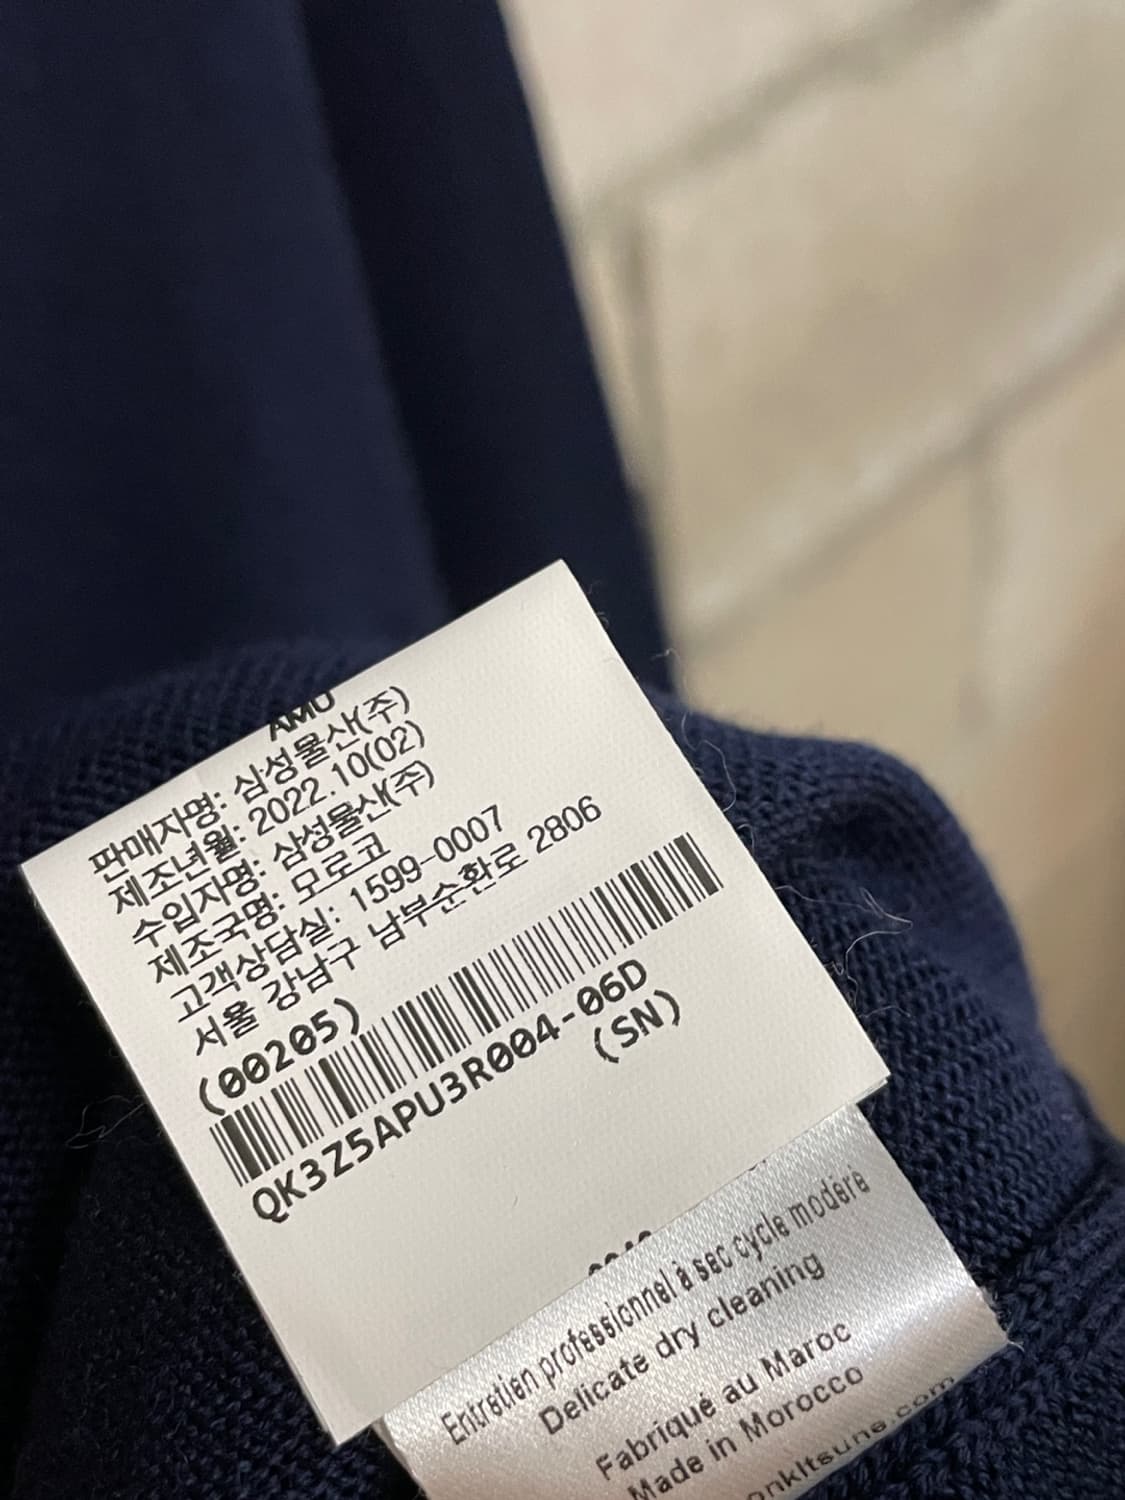 AMU
판매자명: 삼성물산(주)
제조년월: 2022.10(02)
수입자명: 삼성물산(주)
제조국명: 모로코
고객상담실: 1599-0007
서울 강남구 남부순환로 2806
(00205)
QK3Z5APU3R004-06D
(SN)
Entretien professionnel à sec cycle modéré
Delicate dry cleaning
Fabriqué au Maroc
Made in Morocco
onkitsune.com